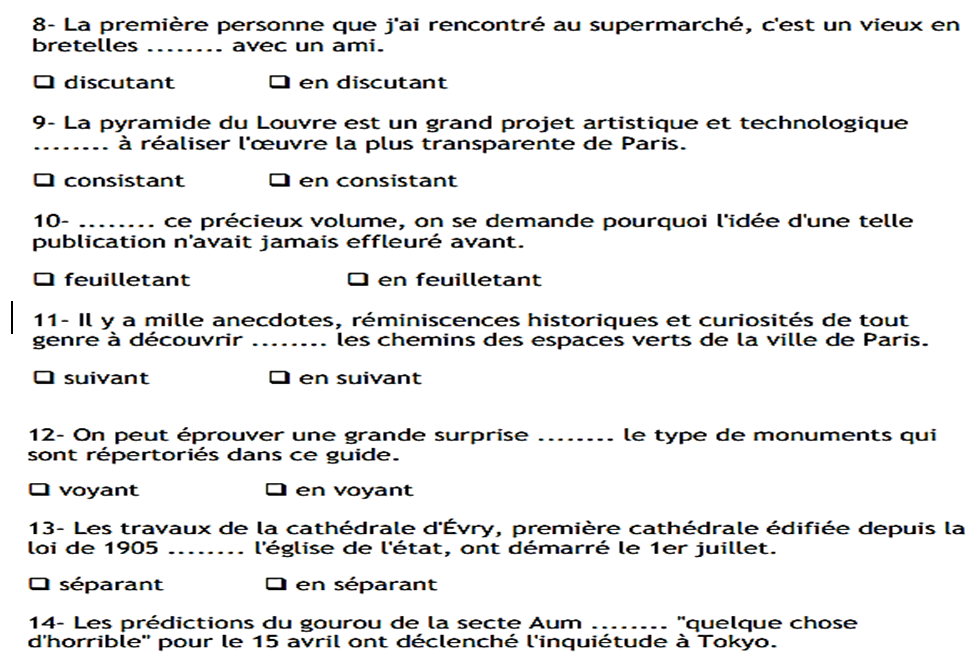 8- La première personne que j'ai rencontré au supermarché, c'est un vieux en
bretelles ........ avec un ami.
❑ discutant ❑ en discutant
9- La pyramide du Louvre est un grand projet artistique et technologique
........ à réaliser l'œuvre la plus transparente de Paris.
❑ consistant ❑ en consistant
10- ........ ce précieux volume, on se demande pourquoi l'idée d'une telle
publication n'avait jamais effleuré avant.
❑ feuilletant ❑ en feuilletant
11- Il y a mille anecdotes, réminiscences historiques et curiosités de tout
genre à découvrir ........ les chemins des espaces verts de la ville de Paris.
❑ suivant ❑ en suivant
12- On peut éprouver une grande surprise ........ le type de monuments qui
sont répertoriés dans ce guide.
❑ voyant ❑ en voyant
13- Les travaux de la cathédrale d'Évry, première cathédrale édifiée depuis la
loi de 1905 ........ l'église de l'état, ont démarré le 1er juillet.
❑ séparant ❑ en séparant
14- Les prédictions du gourou de la secte Aum ........ "quelque chose
d'horrible" pour le 15 avril ont déclenché l'inquiétude à Tokyo.